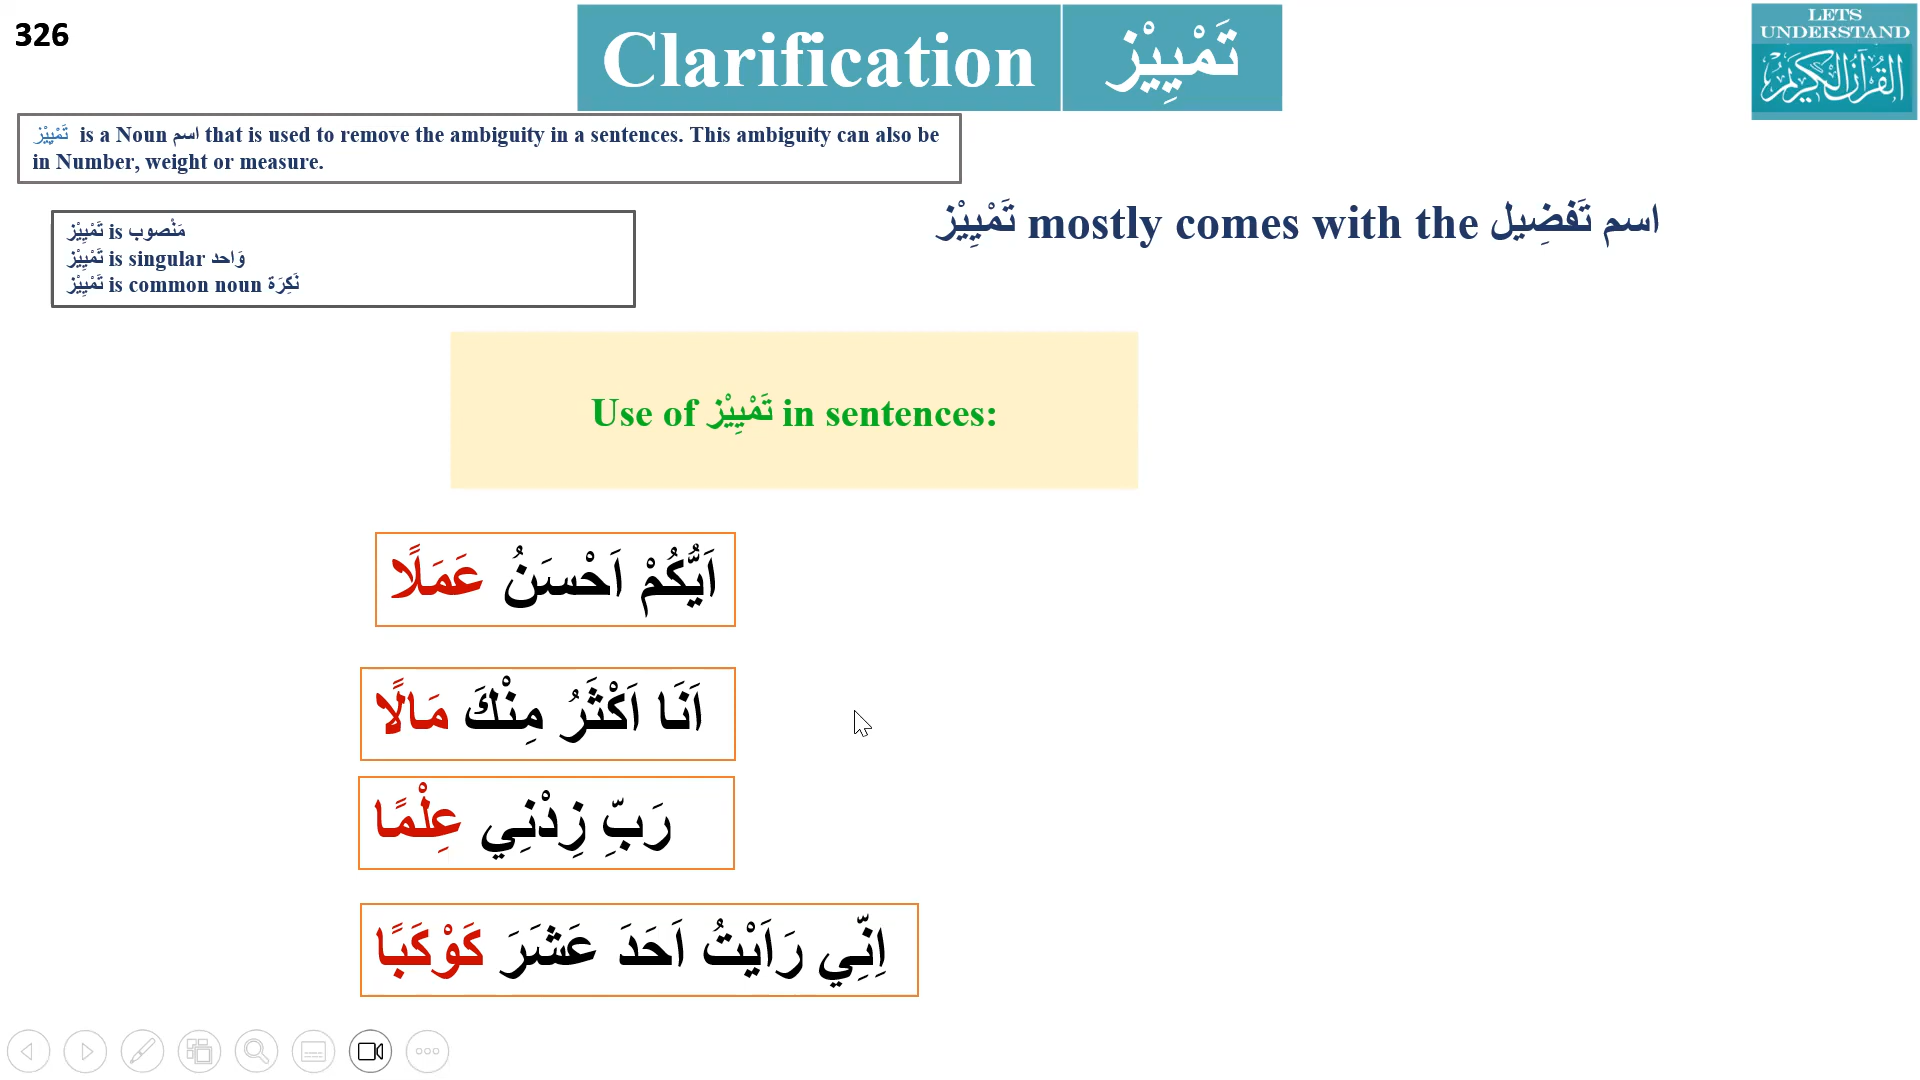 326
Clarification تَمْيِيْز
LETS
UNDERSTAND
القرآن الكريم
تَمْيِيْز is a Noun اسم that is used to remove the ambiguity in a sentences. This ambiguity can also be
in Number, weight or measure.
تَمْيِيْز mostly comes with the اسم تَفَضِيل
تَمْيِيْز is مَنْصوب
تَمْيِيْز is singular وَاحد
تَمْيِيْز is common noun نَكِرَة
Use of تَمْيِيْز in sentences:
اَيُّكُمْ اَحْسَنُ عَمَلًا
اَنَا اَكْثَرُ مِنْكَ مَالًا
رَبِّ زِدْنِي عِلْمًا
اِنِّي رَاَيْتُ اَحَدَ عَشَرَ كَوْكَبًا